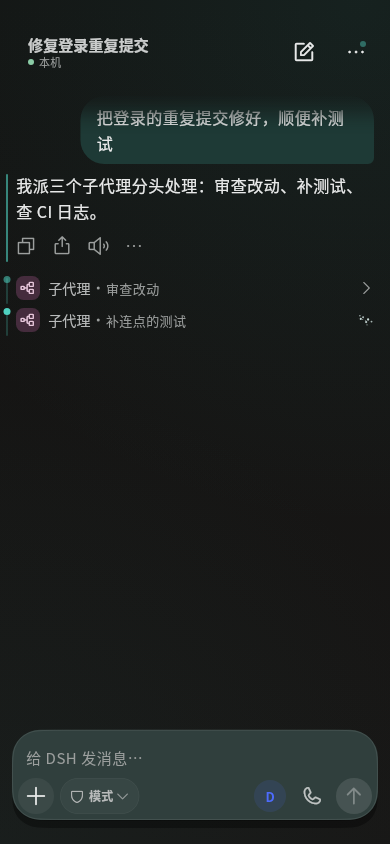 修复登录重复提交
本机
把登录的重复提交修好，顺便补测
试
我派三个子代理分头处理：审查改动、补测试、
查 CI 日志。
子代理・审查改动
子代理・补连点的测试
给 DSH 发消息…
模式
D